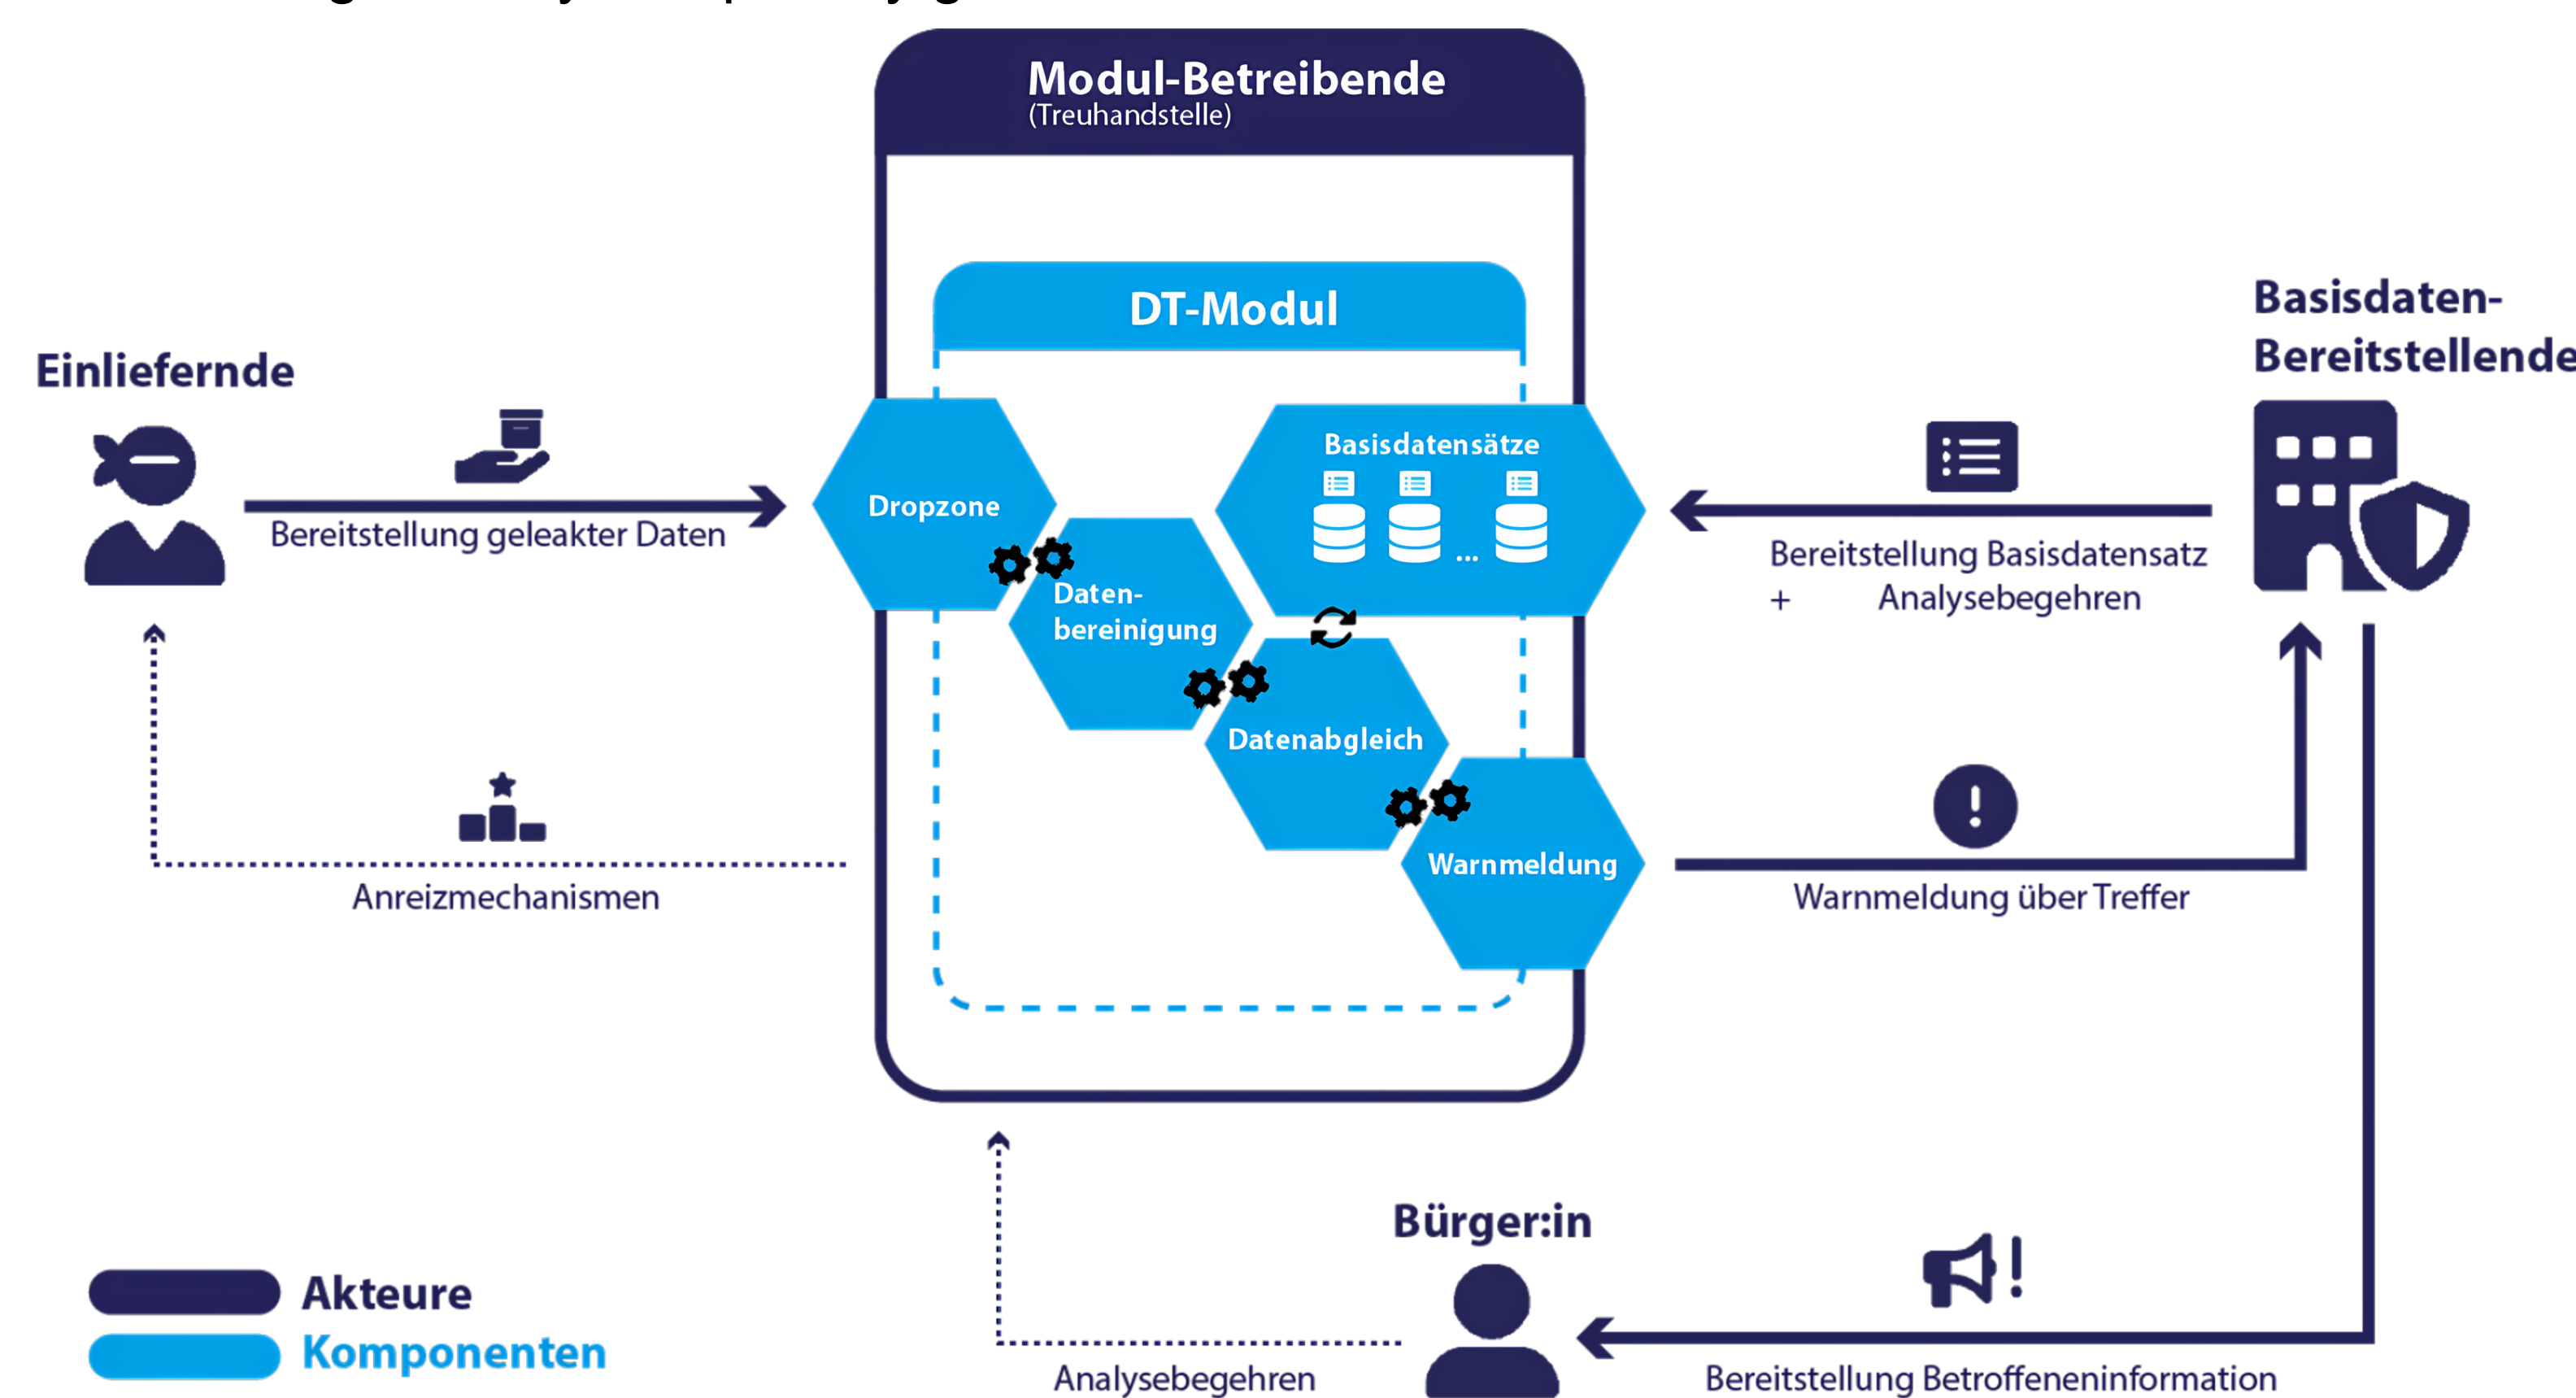 Modul-Betreibende
(Treuhandstelle)
DT-Modul
Basisdaten-
Bereitstellende
Einliefernde
Bereitstellung geleakter Daten
Dropzone
Basisdatensätze
...
Daten-
bereinigung
Bereitstellung Basisdatensatz
+ Analysebegehren
Datenabgleich
Warnmeldung
Anreizmechanismen
Warnmeldung über Treffer
Bürger:in
Akteure
Komponenten
Analysebegehren
Bereitstellung Betroffeneninformation